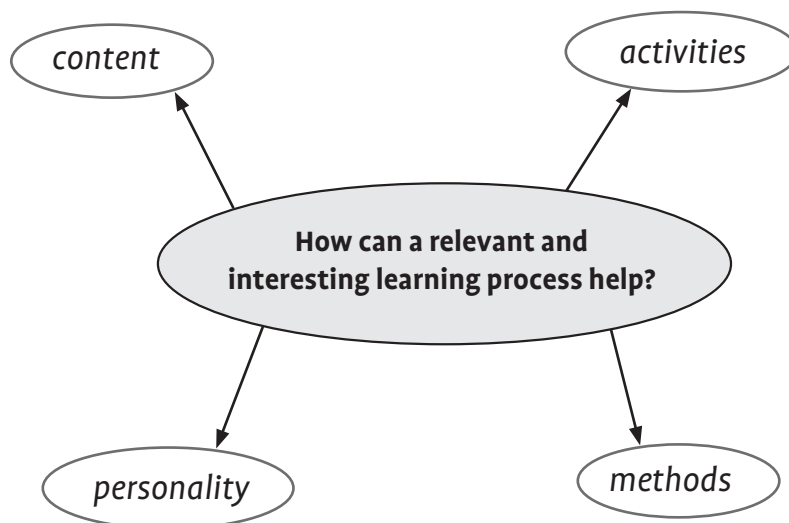 content
activities
How can a relevant and
interesting learning process help?
personality
methods